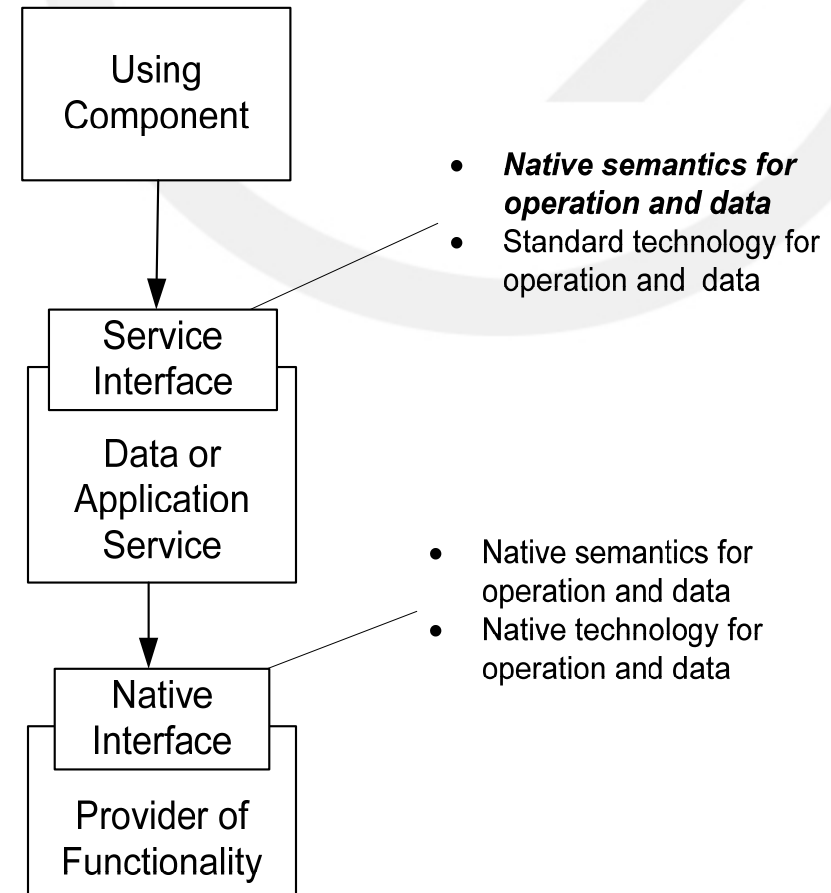 Using
Component
• Native semantics for
operation and data
• Standard technology for
operation and data
Service
Interface
Data or
Application
Service
• Native semantics for
operation and data
• Native technology for
operation and data
Native
Interface
Provider of
Functionality